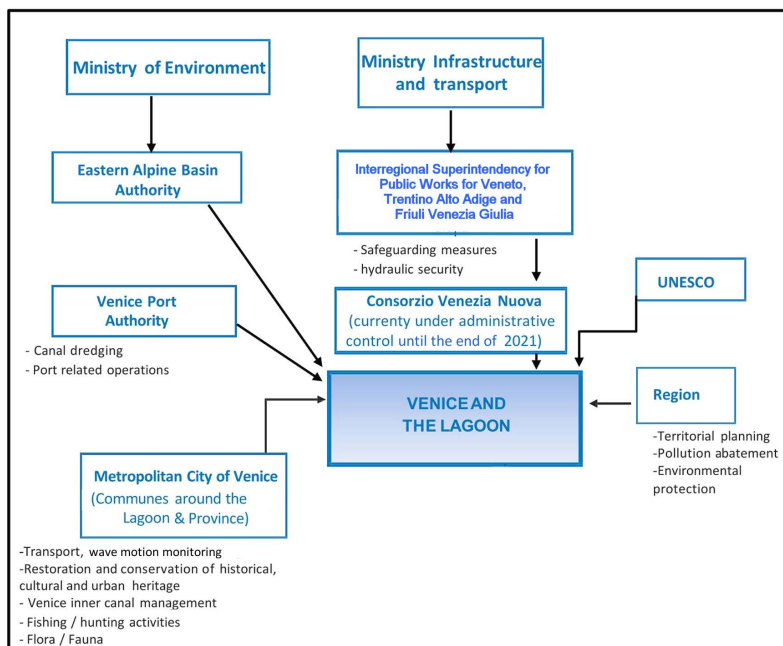 Ministry of Environment
Ministry Infrastructure
and transport
Eastern Alpine Basin
Authority
Interregional Superintendency for
Public Works for Veneto,
Trentino Alto Adige and
Friuli Venezia Giulia
- Safeguarding measures
- hydraulic security
UNESCO
Venice Port
Authority
- Canal dredging
- Port related operations
Consorzio Venezia Nuova
(currenty under administrative
control until the end of 2021)
VENICE AND
THE LAGOON
Region
-Territorial planning
-Pollution abatement
-Environmental
protection
Metropolitan City of Venice
(Communes around the
Lagoon & Province)
-Transport, wave motion monitoring
-Restoration and conservation of historical,
cultural and urban heritage
- Venice inner canal management
- Fishing / hunting activities
- Flora / Fauna